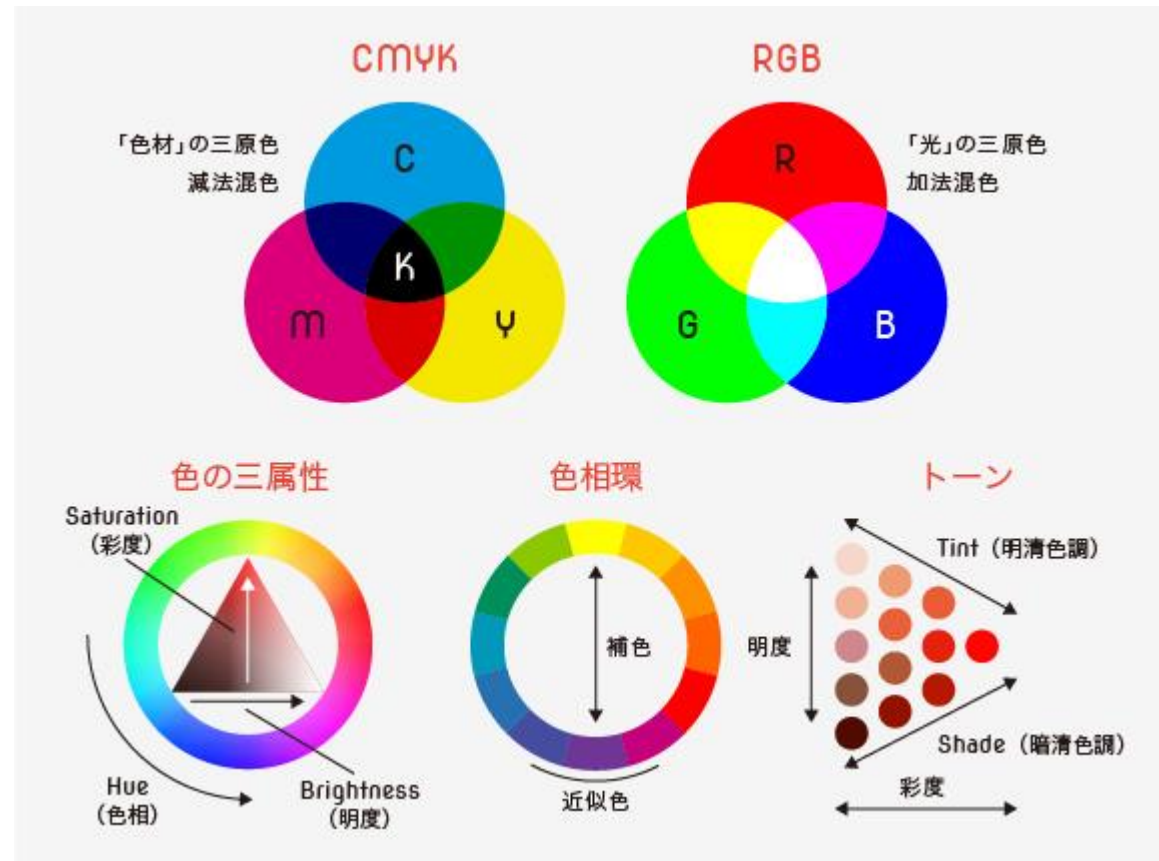 CMYK
「色材」の三原色
減法混色
C
M
Y
K
RGB
「光」の三原色
加法混色
R
G
B
色の三属性
Saturation
（彩度）
Hue
（色相）
Brightness
（明度）
色相環
補色
近似色
トーン
Tint（明清色調）
明度
Shade（暗清色調）
彩度